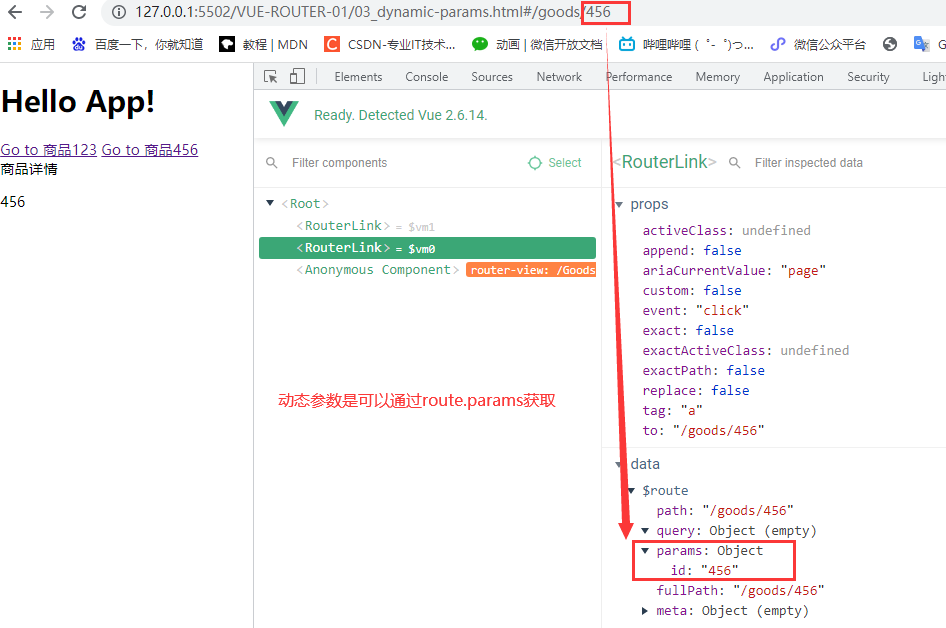 127.0.0.1:5502/VUE-ROUTER-01/03_dynamic-params.html#/goods/456
应用 百度一下，你就知道 教程 | MDN CSDN-专业IT技术... 动画 | 微信开放文档 哔哩哔哩 ( ゜- ゜)つ... 微信公众平台 G
Elements Console Sources Network Performance Memory Application Security Ligh
Hello App!
Go to 商品123 Go to 商品456
商品详情
456
Ready. Detected Vue 2.6.14.
Filter components Select
<Root>
<RouterLink> = $vm1
<RouterLink> = $vm0
<Anonymous Component> router-view: /Goods
动态参数是可以通过route.params获取
<RouterLink> Filter inspected data
props
activeClass: undefined
append: false
ariaCurrentValue: "page"
custom: false
event: "click"
exact: false
exactActiveClass: undefined
exactPath: false
replace: false
tag: "a"
to: "/goods/456"
data
$route
path: "/goods/456"
query: Object (empty)
params: Object
id: "456"
fullPath: "/goods/456"
meta: Object (empty)